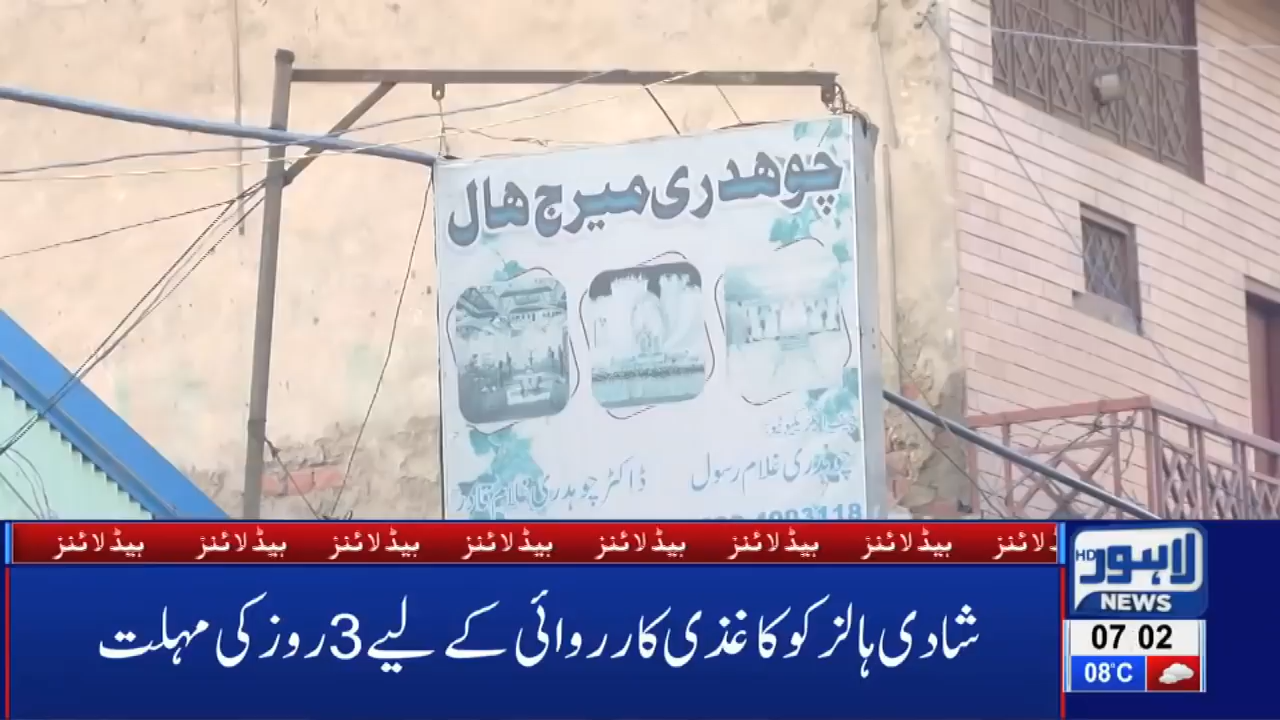 چوہدری میرج ہال
چوہدری غلام رسول
ڈاکٹر چوہدری غلام قادر
4093118
ہیڈلائنز ہیڈلائنز ہیڈلائنز ہیڈلائنز ہیڈلائنز ہیڈلائنز ہیڈلائنز ہیڈلائنز
HD لاہور
NEWS
شادی ہالز کو کاغذی کارروائی کے لیے 3 روز کی مہلت
07 02
08°C